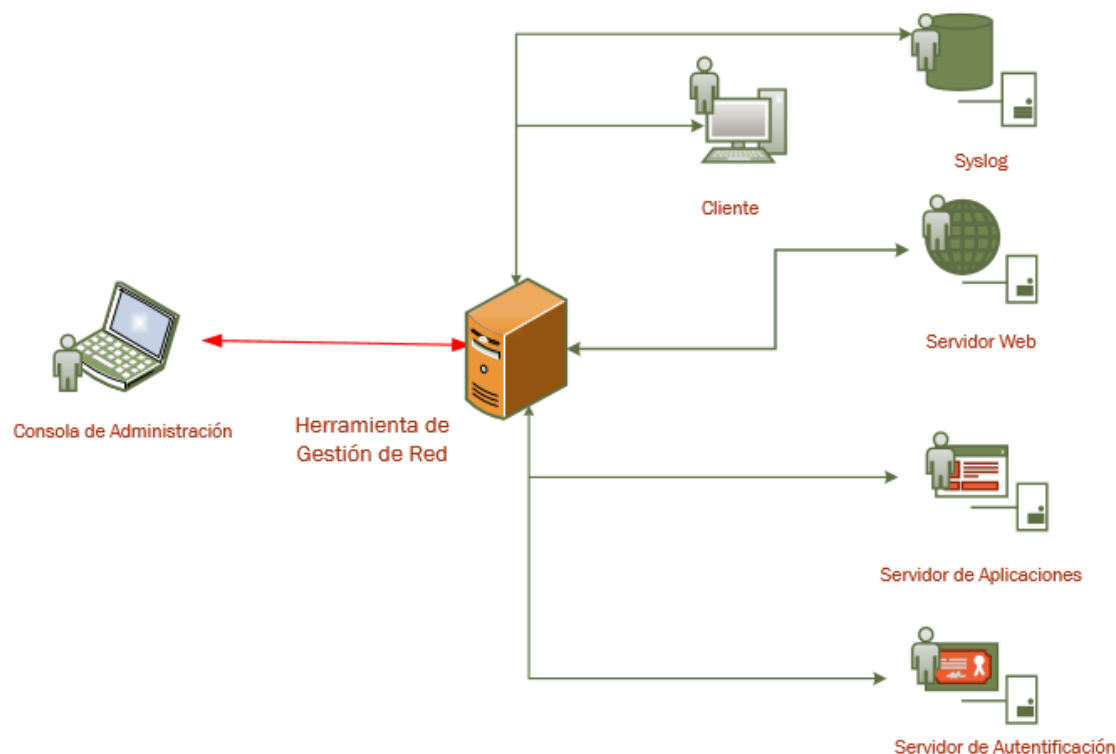 Syslog
Cliente
Servidor Web
Consola de Administración
Herramienta de
Gestión de Red
Servidor de Aplicaciones
Servidor de Autentificación